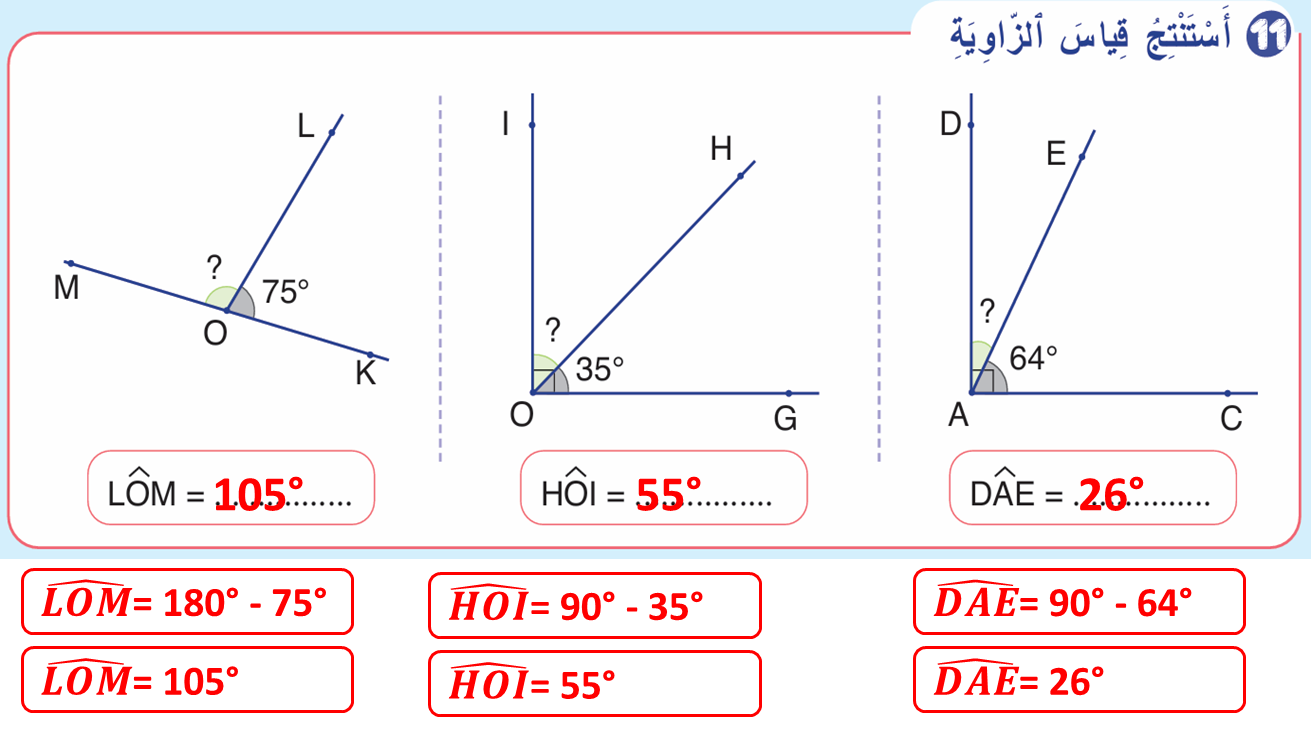 11 أَسْتَنْتِجُ قِياسَ ٱلزّاوِيَةِ
L
M
?
75°
O
K
I
H
?
35°
O
G
D
E
?
64°
A
C
LÔM = 105°
HÔI = 55°
DÂE = 26°
LOM= 180° - 75°
HOI= 90° - 35°
DAE= 90° - 64°
LOM= 105°
HOI= 55°
DAE= 26°